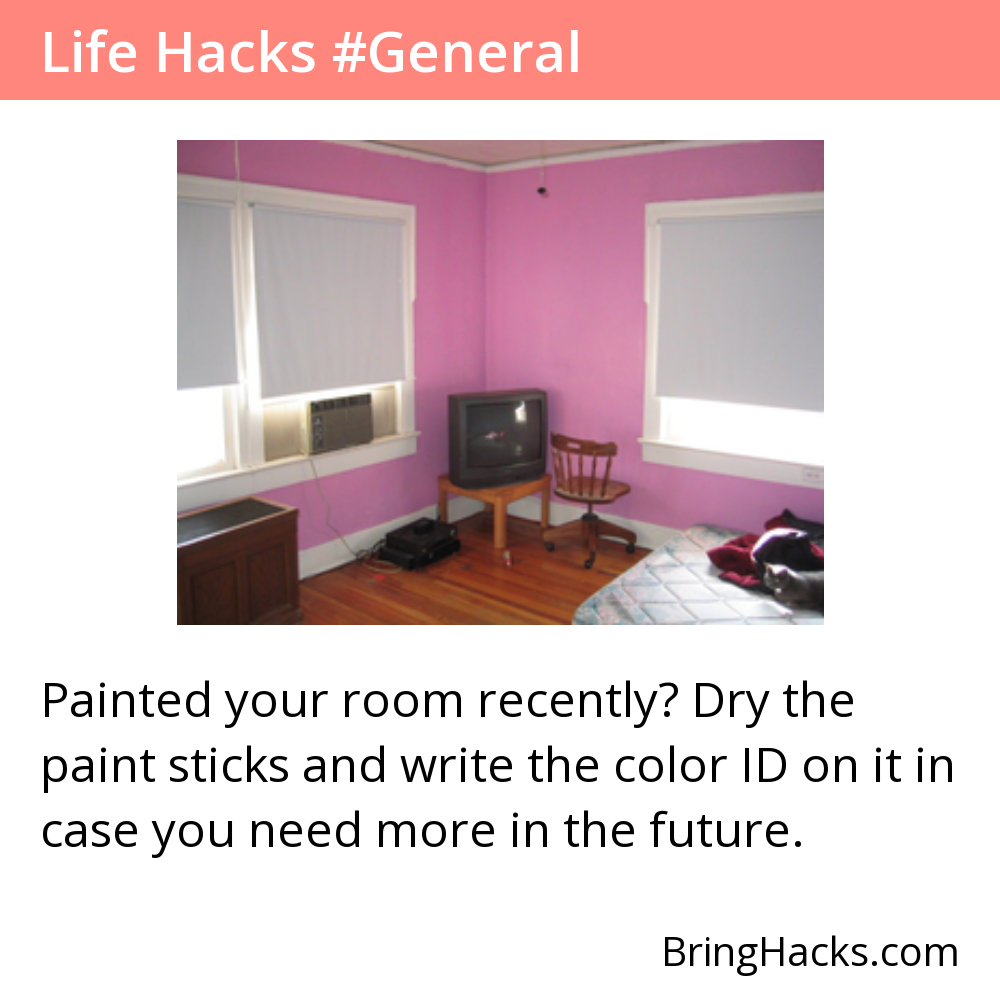 Life Hacks #General
Painted your room recently? Dry the
paint sticks and write the color ID on it in
case you need more in the future.
BringHacks.com